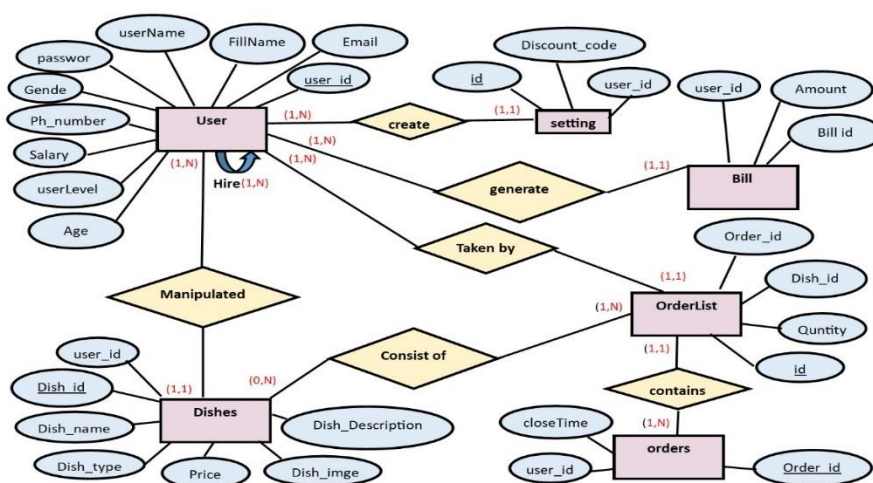 userName
FillName
Email
Discount_code
passwor
user_id
id
user_id
user_id
Amount
Gende
Bill id
Ph_number
User
(1,N)
create
(1,1)
setting
Salary
(1,N)
(1,N)
(1,N)
Hire(1,N)
generate
(1,1)
Bill
userLevel
Age
Taken by
Order_id
(1,1)
Dish_id
Manipulated
(1,N)
OrderList
Quntity
user_id
Consist of
(1,1)
id
Dish_id
(1,1)
(0,N)
contains
Dishes
Dish_name
Dish_Description
closeTime
(1,N)
orders
Dish_type
Price
Dish_imge
user_id
Order_id